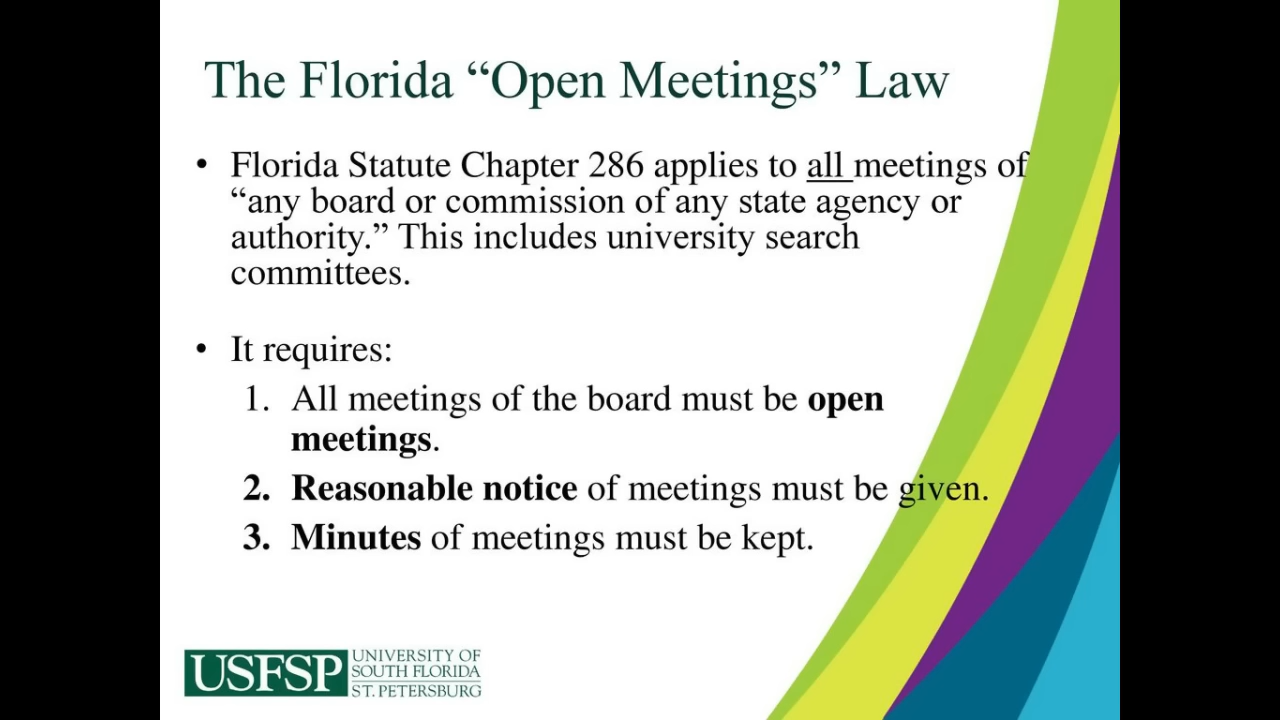 The Florida “Open Meetings” Law
• Florida Statute Chapter 286 applies to all meetings of
“any board or commission of any state agency or
authority.” This includes university search
committees.
• It requires:
1. All meetings of the board must be open
meetings.
2. Reasonable notice of meetings must be given.
3. Minutes of meetings must be kept.
USFSP
UNIVERSITY OF
SOUTH FLORIDA
ST. PETERSBURG